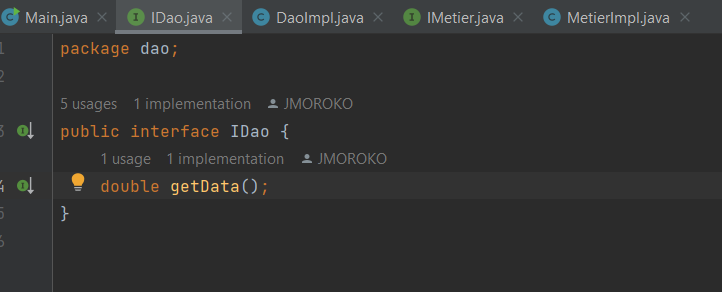 Main.java IDao.java DaoImpl.java IMetier.java MetierImpl.java
1 package dao;
2
5 usages 1 implementation JMOROKO
3 public interface IDao {
1 usage 1 implementation JMOROKO
4 double getData();
5 }
6